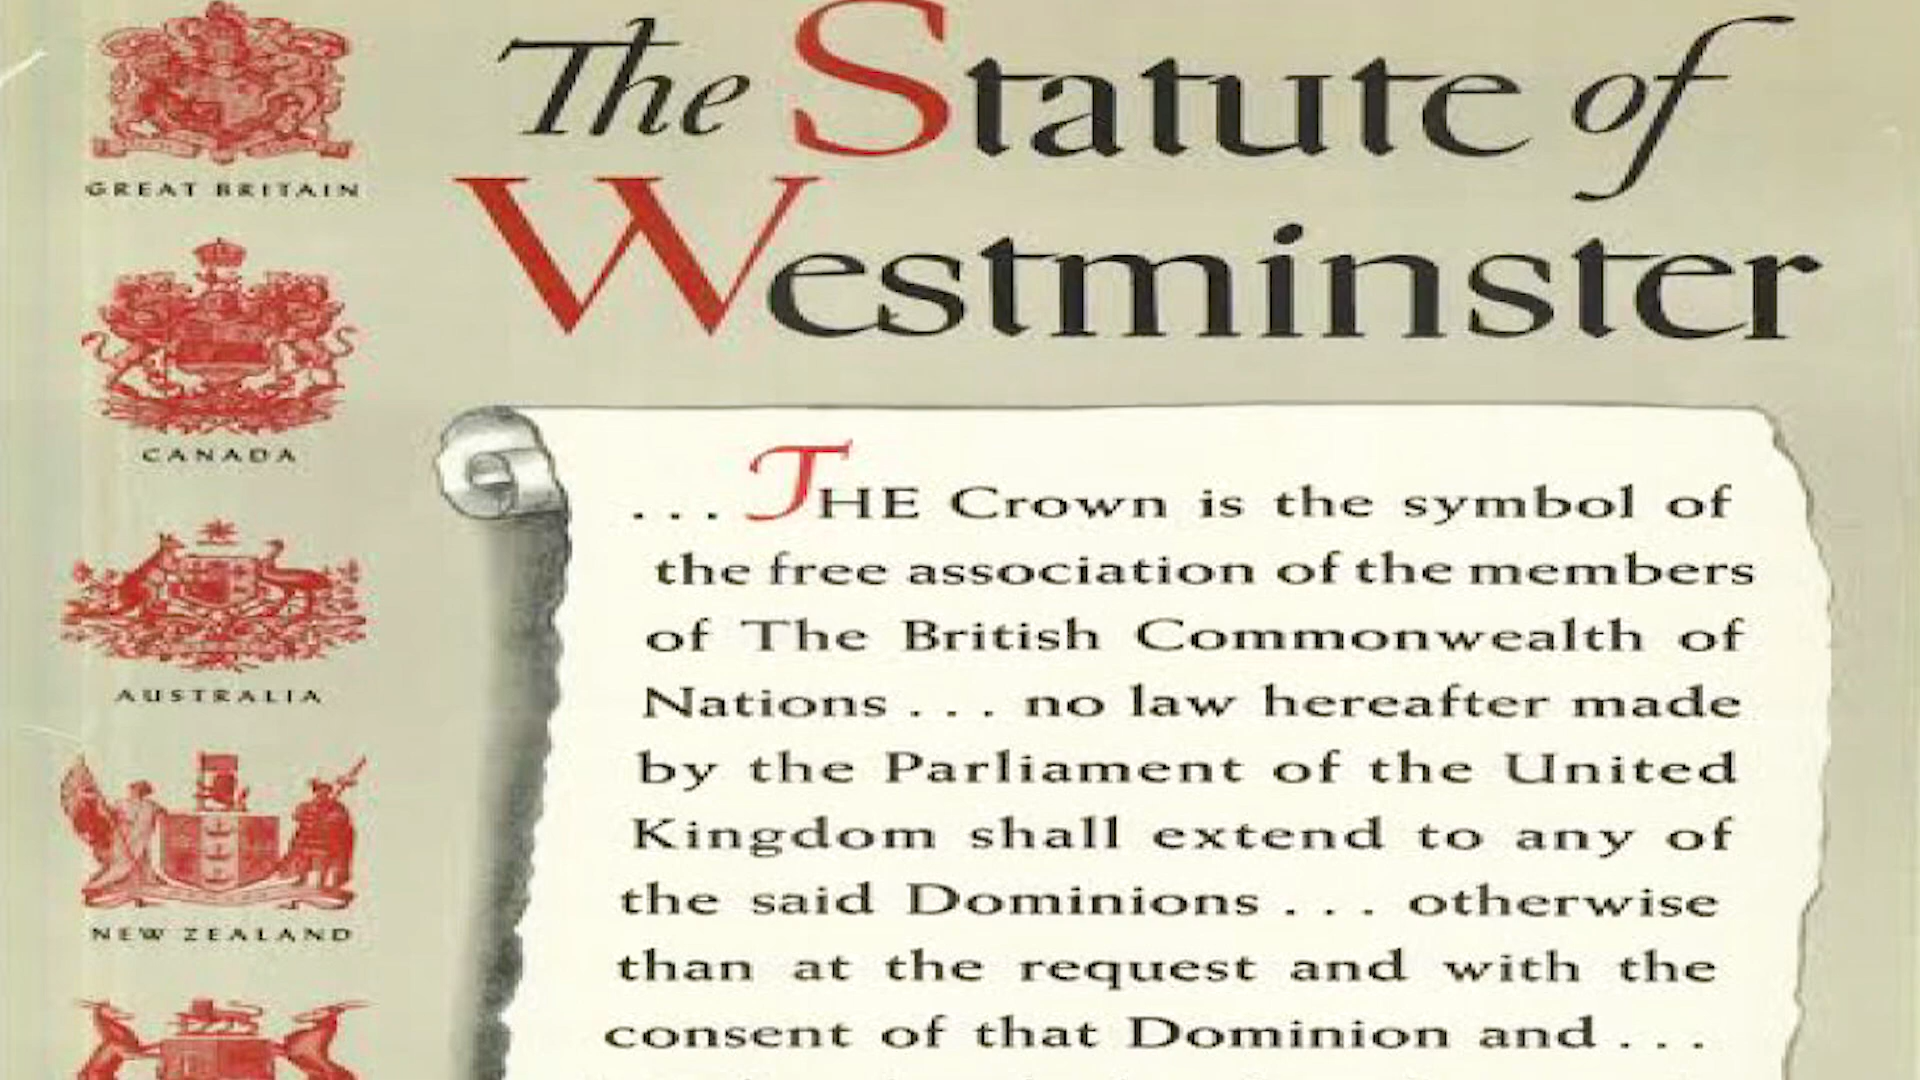 The Statute of
Westminster
GREAT BRITAIN
CANADA
AUSTRALIA
NEW ZEALAND
... THE Crown is the symbol of
the free association of the members
of The British Commonwealth of
Nations ... no law hereafter made
by the Parliament of the United
Kingdom shall extend to any of
the said Dominions ... otherwise
than at the request and with the
consent of that Dominion and ...